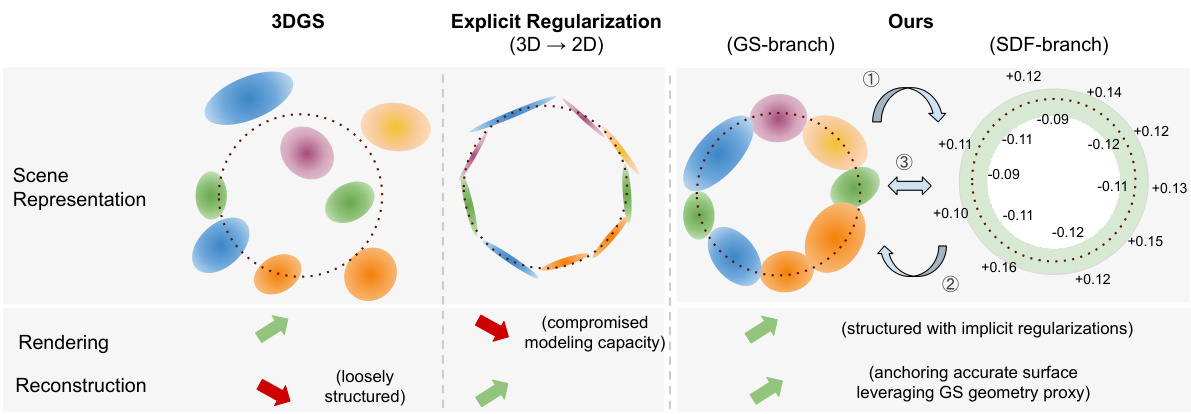 3DGS
Explicit Regularization
(3D → 2D)
Ours
(GS-branch)
(SDF-branch)
Scene
Representation
①
②
③
+0.12
+0.14
-0.09
+0.12
+0.11
-0.11
-0.12
-0.09
-0.11
+0.13
+0.10
-0.11
-0.12
+0.15
+0.16
+0.12
Rendering
(compromised
modeling capacity)
(structured with implicit regularizations)
Reconstruction
(loosely
structured)
(anchoring accurate surface
leveraging GS geometry proxy)